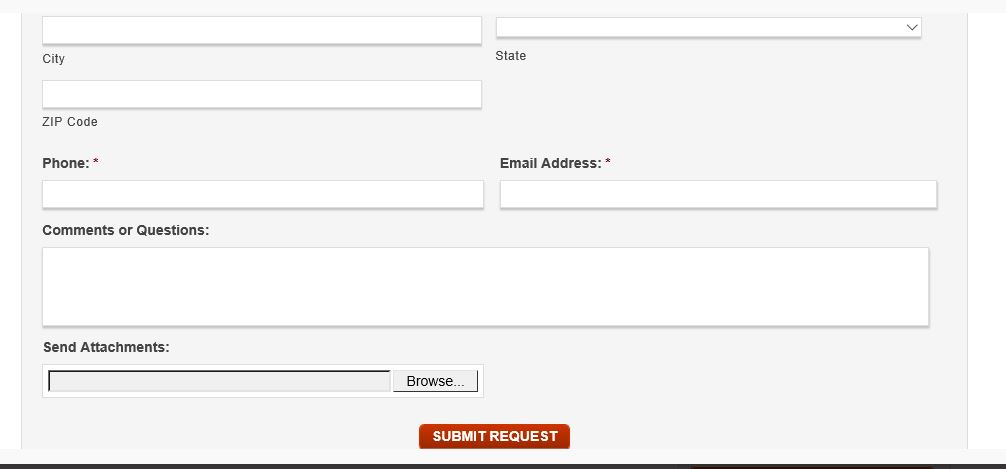 City
State
ZIP Code
Phone: *
Email Address: *
Comments or Questions:
Send Attachments:
Browse...
SUBMIT REQUEST